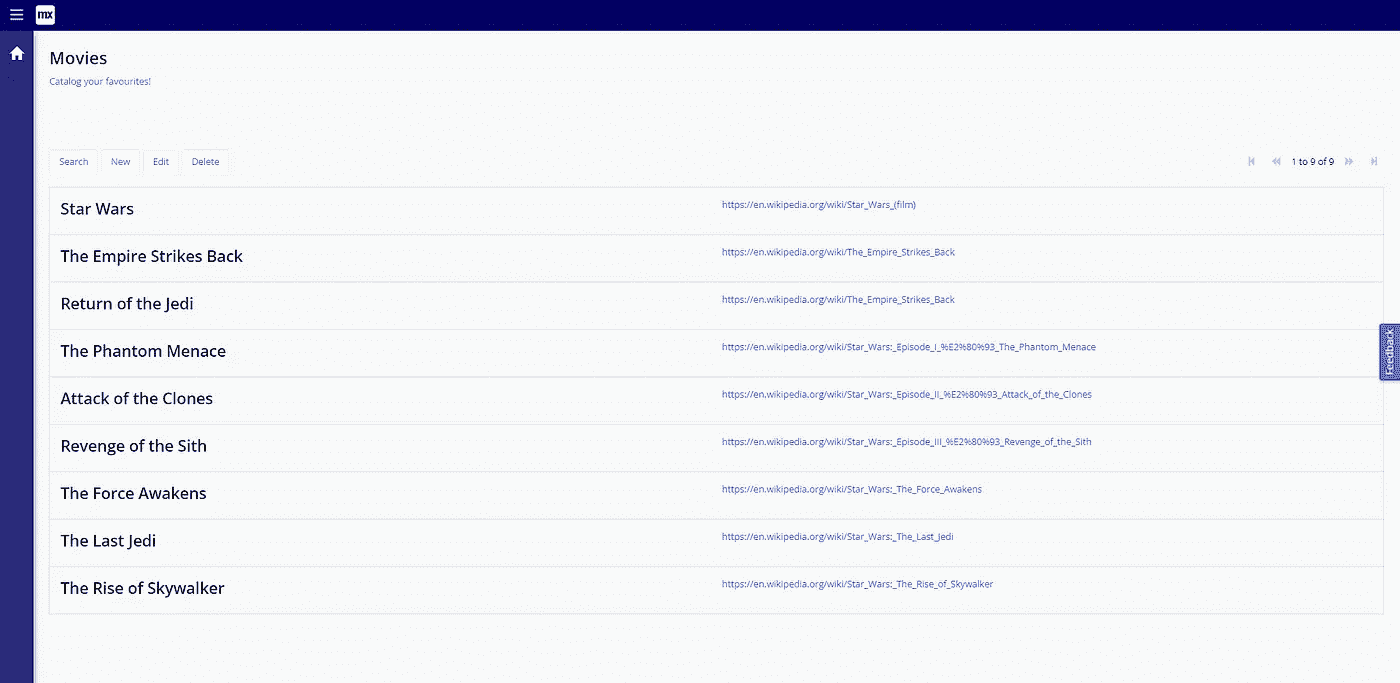 mx
Movies
Catalog your favourites!
Search New Edit Delete 1 to 9 of 9
Star Wars https://en.wikipedia.org/wiki/Star_Wars_(film)
The Empire Strikes Back https://en.wikipedia.org/wiki/The_Empire_Strikes_Back
Return of the Jedi https://en.wikipedia.org/wiki/The_Empire_Strikes_Back
The Phantom Menace https://en.wikipedia.org/wiki/Star_Wars:_Episode_I_%E2%80%93_The_Phantom_Menace
Feedback
Attack of the Clones https://en.wikipedia.org/wiki/Star_Wars:_Episode_II_%E2%80%93_Attack_of_the_Clones
Revenge of the Sith https://en.wikipedia.org/wiki/Star_Wars:_Episode_III_%E2%80%93_Revenge_of_the_Sith
The Force Awakens https://en.wikipedia.org/wiki/Star_Wars:_The_Force_Awakens
The Last Jedi https://en.wikipedia.org/wiki/Star_Wars:_The_Last_Jedi
The Rise of Skywalker https://en.wikipedia.org/wiki/Star_Wars:_The_Rise_of_Skywalker